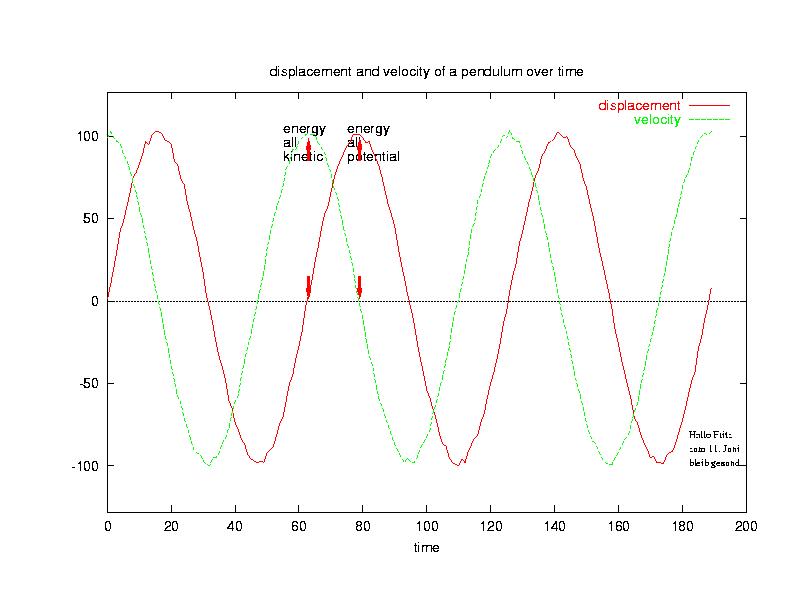 displacement and velocity of a pendulum over time
displacement
velocity
energy
all
kinetic
energy
all
potential
100
50
0
-50
-100
Hallo Fritz
zum 11. Juni
bleib gesund
0 20 40 60 80 100 120 140 160 180 200
time